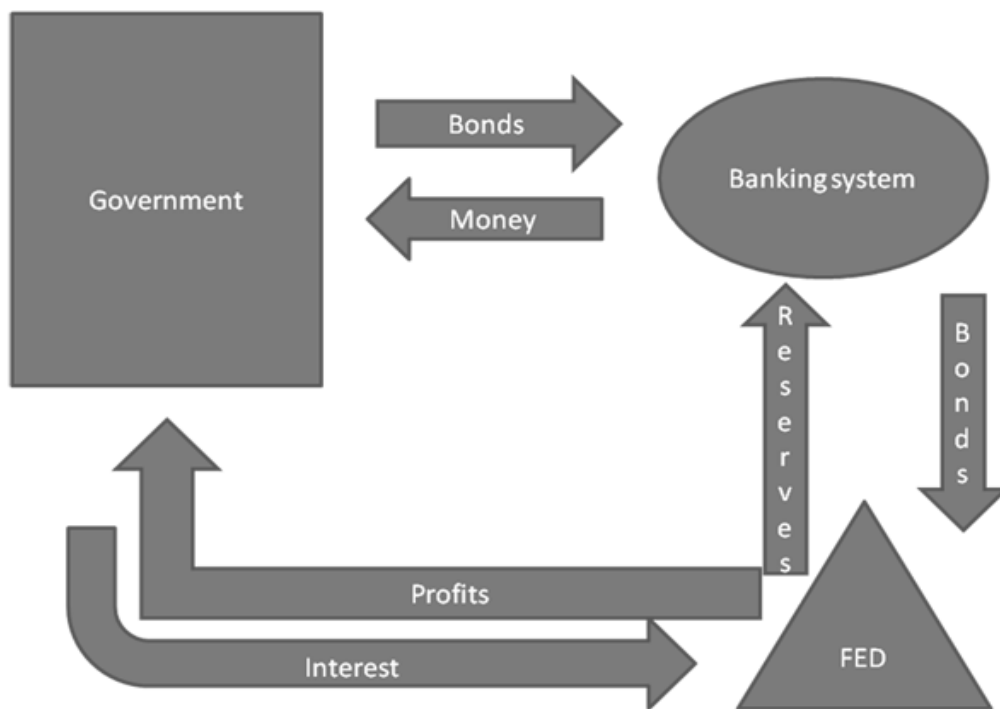 Bonds
Government
Banking system
Money
Reserves
Bonds
Profits
Interest
FED